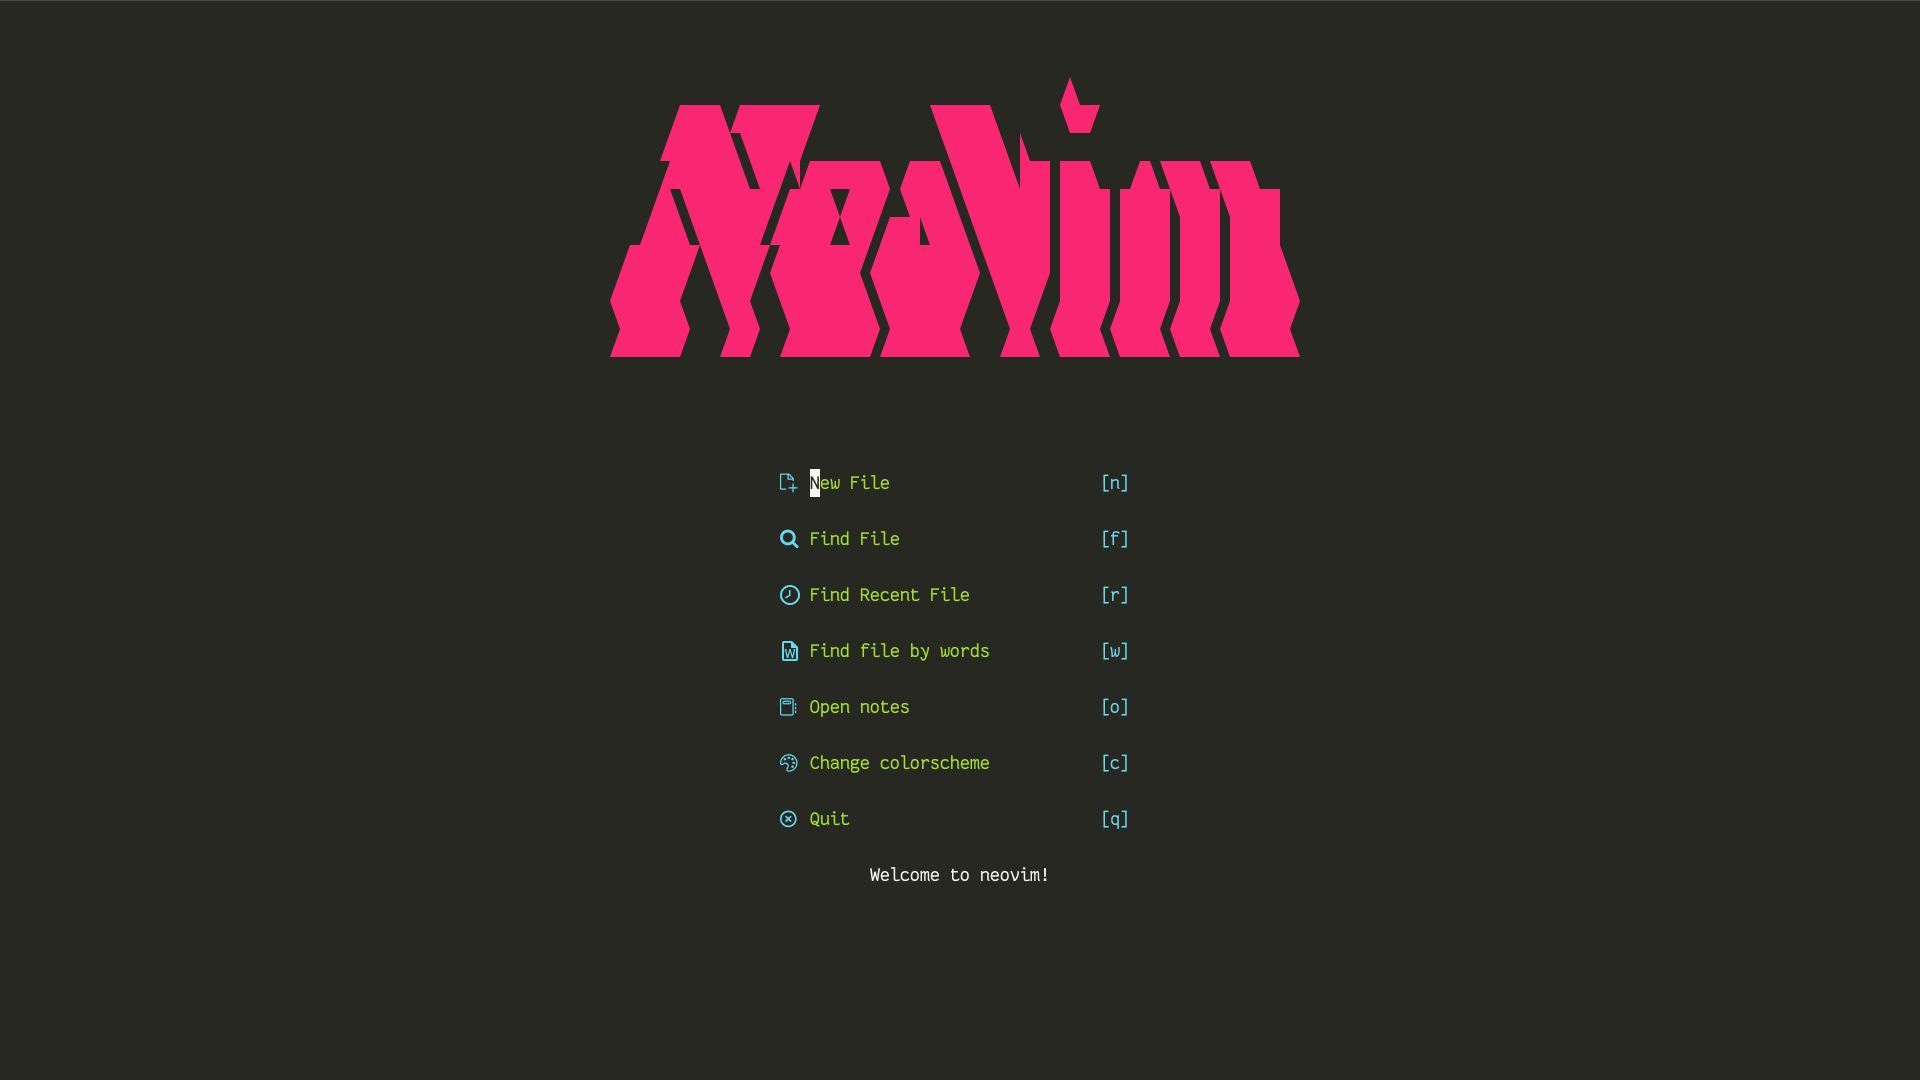 NeoVim
New File [n]
Find File [f]
Find Recent File [r]
Find file by words [w]
Open notes [o]
Change colorscheme [c]
Quit [q]
Welcome to neovim!